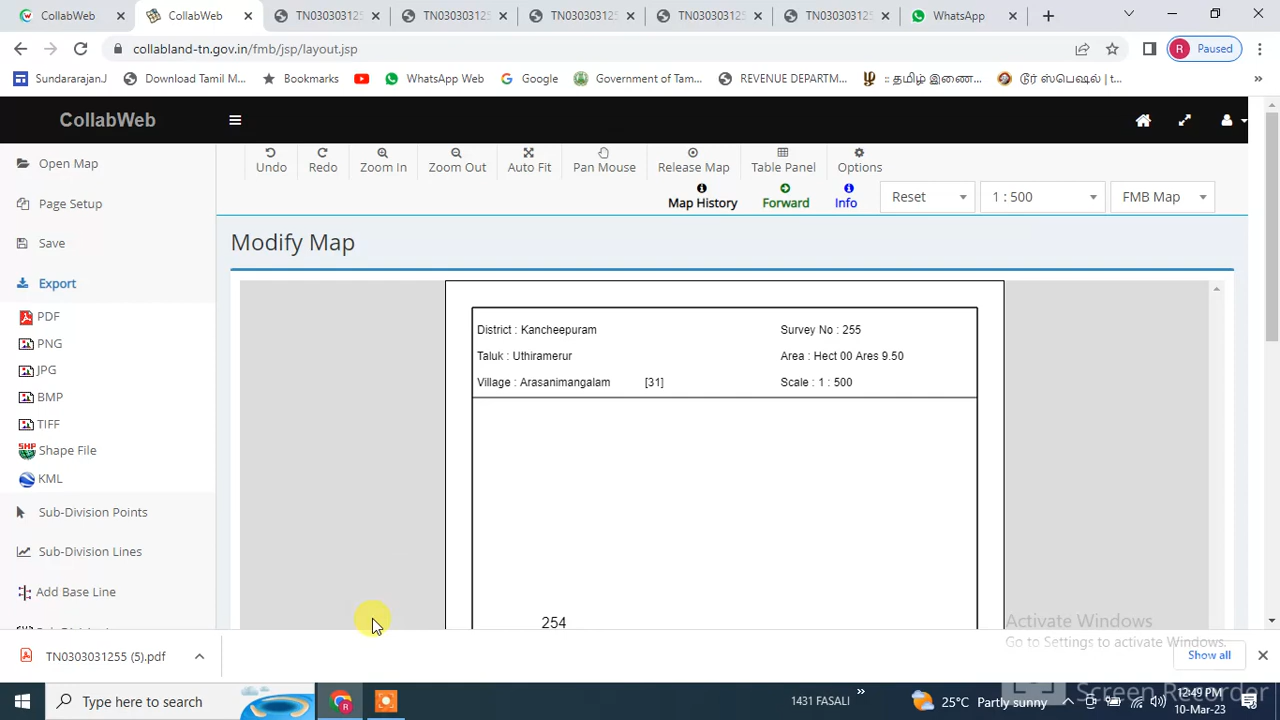 CollabWeb
CollabWeb
TN03030312
TN03030312
TN03030312
TN03030312
TN03030312
WhatsApp
collabland-tn.gov.in/fmb/jsp/layout.jsp
R
Paused
SundararajanJ
Download Tamil M...
Bookmarks
WhatsApp Web
Google
Government of Tam...
REVENUE DEPARTM...
:: தமிழ் இணை...
டூர் ஸ்பெஷல் | t...
»
CollabWeb
Open Map
Page Setup
Save
Export
PDF
PNG
JPG
BMP
TIFF
Shape File
KML
Sub-Division Points
Sub-Division Lines
Add Base Line
Undo
Redo
Zoom In
Zoom Out
Auto Fit
Pan Mouse
Release Map
Table Panel
Options
Map History
Forward
Info
Reset
1 : 500
FMB Map
Modify Map
District : Kancheepuram
Survey No : 255
Taluk : Uthiramerur
Area : Hect 00 Ares 9.50
Village : Arasanimangalam [31]
Scale : 1 : 500
254
Activate Windows
Go to Settings to activate Windows.
TN0303031255 (5).pdf
Show all
Type here to search
1431 FASALI
»
25°C Partly sunny
12:49 PM
10-Mar-23
Screen Recorder